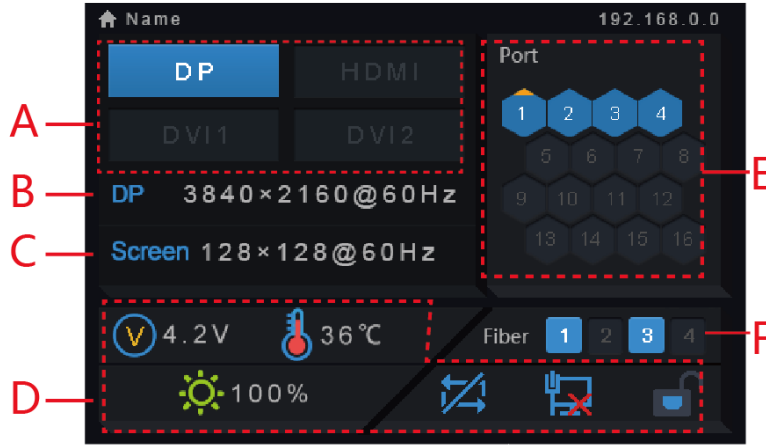 Name 192.168.0.0
DP HDMI
DVI1 DVI2
A
B
DP 3840×2160@60Hz
C
Screen 128×128@60Hz
Port
1 2 3 4
5 6 7 8
9 10 11 12
13 14 15 16
E
V 4.2V 36℃
Fiber 1 2 3 4
F
D
100%
1